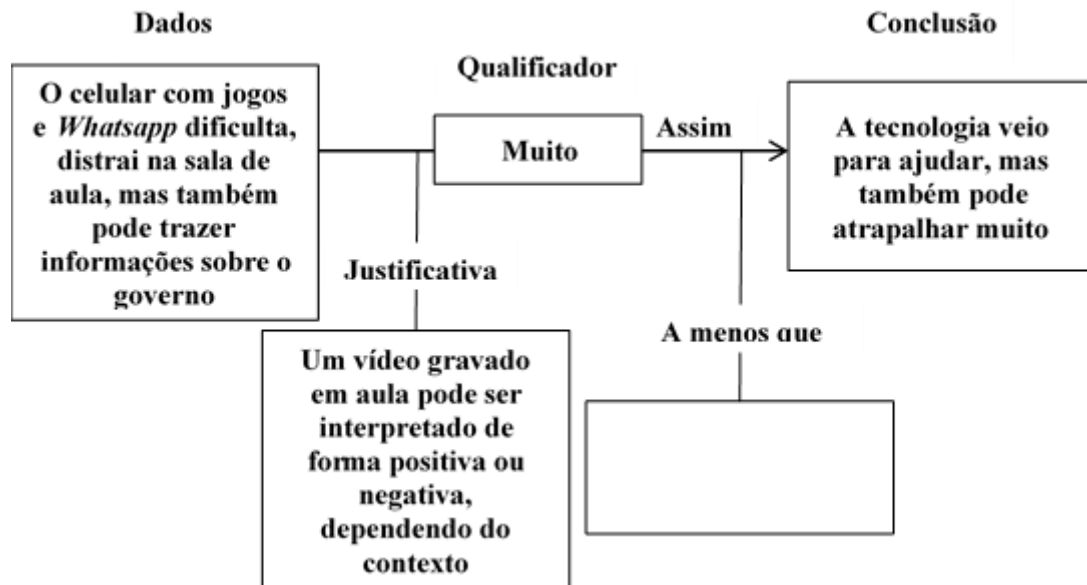 Dados
Conclusão
Qualificador
O celular com jogos
e Whatsapp dificulta,
distrai na sala de
aula, mas também
pode trazer
informações sobre o
governo
Muito
Assim
A tecnologia veio
para ajudar, mas
também pode
atrapalhar muito
Justificativa
A menos que
Um vídeo gravado
em aula pode ser
interpretado de
forma positiva ou
negativa,
dependendo do
contexto